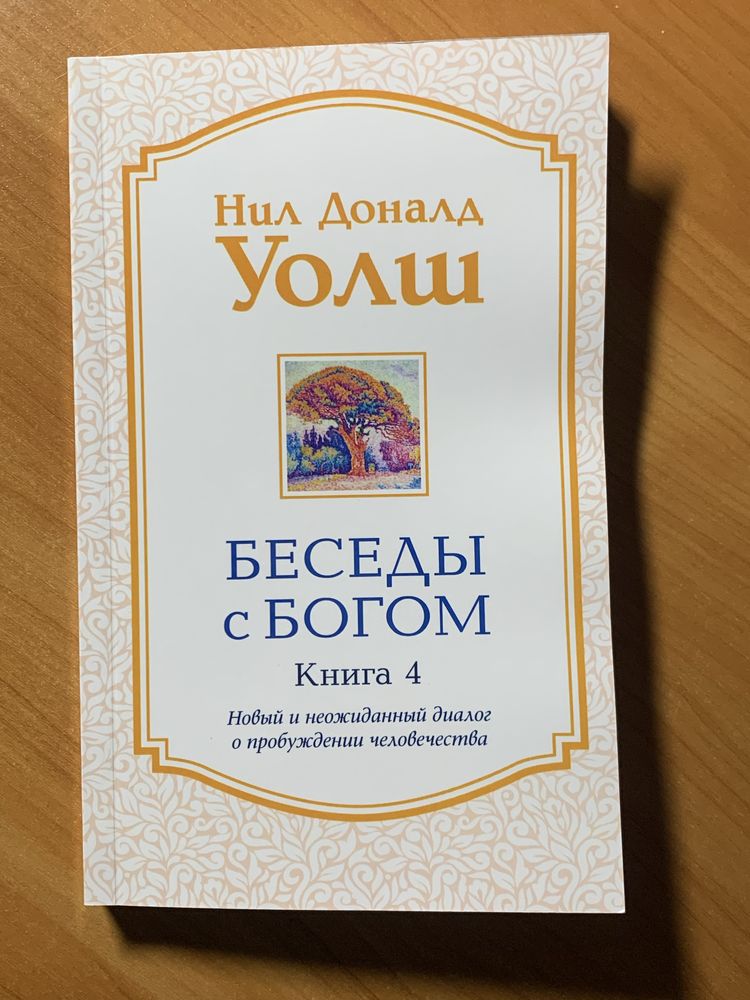 Нил Доналд
Уолш
БЕСЕДЫ
с БОГОМ
Книга 4
Новый и неожиданный диалог
о пробуждении человечества